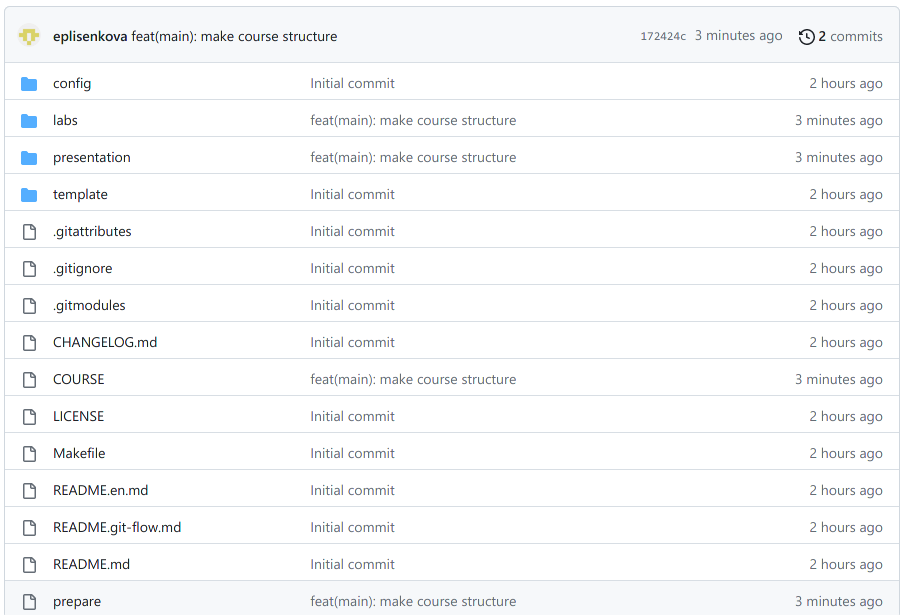 eplisenkova feat(main): make course structure 172424c 3 minutes ago 2 commits
config Initial commit 2 hours ago
labs feat(main): make course structure 3 minutes ago
presentation feat(main): make course structure 3 minutes ago
template Initial commit 2 hours ago
.gitattributes Initial commit 2 hours ago
.gitignore Initial commit 2 hours ago
.gitmodules Initial commit 2 hours ago
CHANGELOG.md Initial commit 2 hours ago
COURSE feat(main): make course structure 3 minutes ago
LICENSE Initial commit 2 hours ago
Makefile Initial commit 2 hours ago
README.en.md Initial commit 2 hours ago
README.git-flow.md Initial commit 2 hours ago
README.md Initial commit 2 hours ago
prepare feat(main): make course structure 3 minutes ago